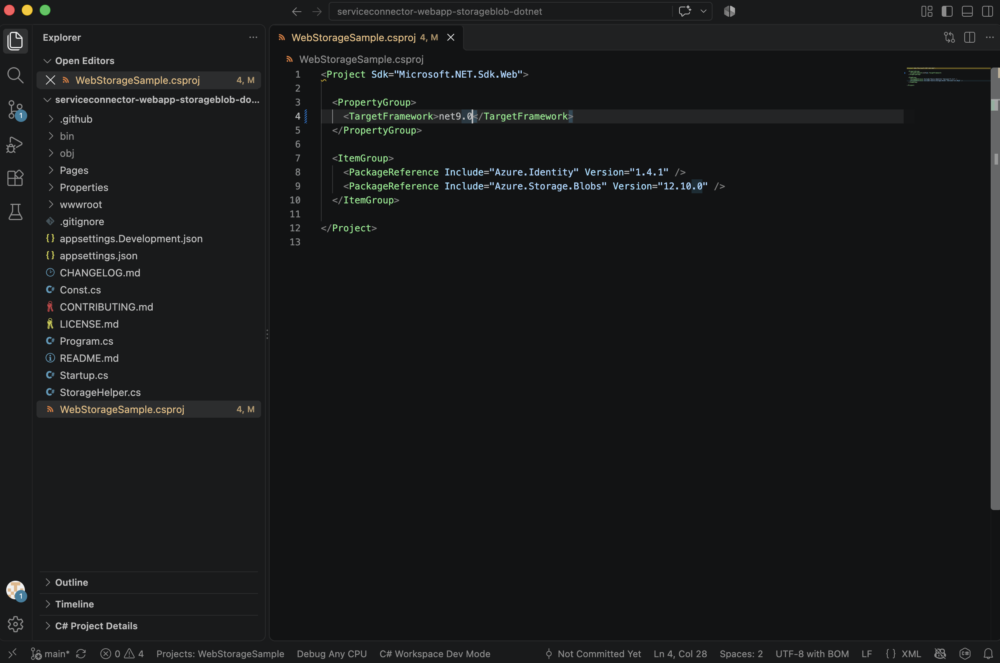 serviceconnector-webapp-storageblob-dotnet
Explorer
Open Editors
WebStorageSample.csproj 4, M
serviceconnector-webapp-storageblob-do...
.github
bin
obj
Pages
Properties
wwwroot
.gitignore
appsettings.Development.json
appsettings.json
CHANGELOG.md
Const.cs
CONTRIBUTING.md
LICENSE.md
Program.cs
README.md
Startup.cs
StorageHelper.cs
WebStorageSample.csproj 4, M
Outline
Timeline
C# Project Details
1
1
WebStorageSample.csproj 4, M
WebStorageSample.csproj
1 <Project Sdk="Microsoft.NET.Sdk.Web">
2
3 <PropertyGroup>
4 <TargetFramework>net9.0</TargetFramework>
5 </PropertyGroup>
6
7 <ItemGroup>
8 <PackageReference Include="Azure.Identity" Version="1.4.1" />
9 <PackageReference Include="Azure.Storage.Blobs" Version="12.10.0" />
10 </ItemGroup>
11
12 </Project>
13
main* 0 4 Projects: WebStorageSample Debug Any CPU C# Workspace Dev Mode Not Committed Yet Ln 4, Col 28 Spaces: 2 UTF-8 with BOM LF {} XML